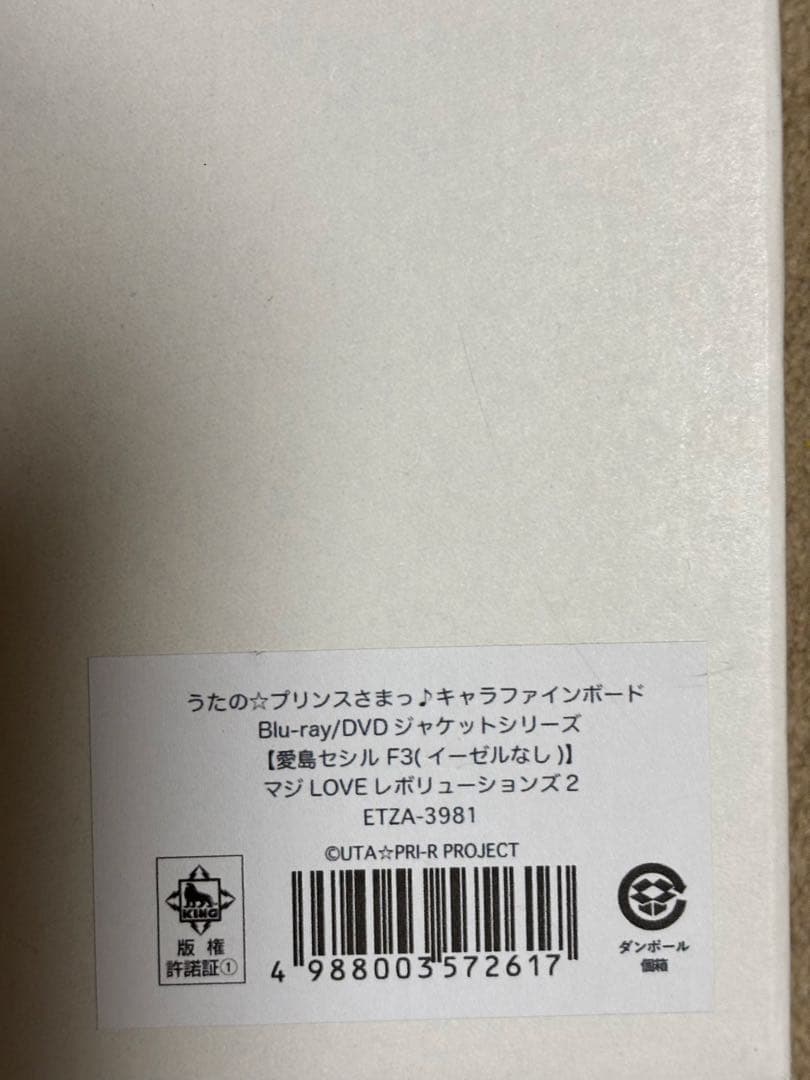 うたの☆プリンスさまっ♪キャラファインボード
Blu-ray/DVD ジャケットシリーズ
【愛島セシル F3( イーゼルなし )】
マジ LOVE レボリューションズ 2
ETZA-3981
©UTA☆PRI-R PROJECT
KING
版 権
許諾証①
4 988003 572617
ダンボール
個箱